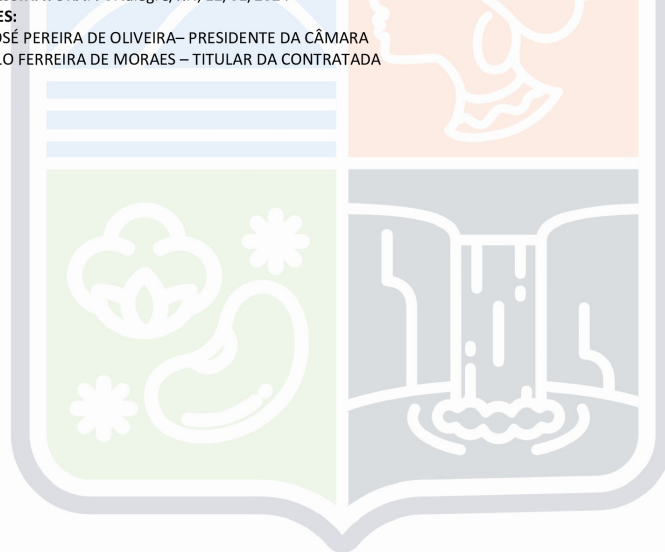 ES:
OSÉ PEREIRA DE OLIVEIRA– PRESIDENTE DA CÂMARA
LO FERREIRA DE MORAES – TITULAR DA CONTRATADA